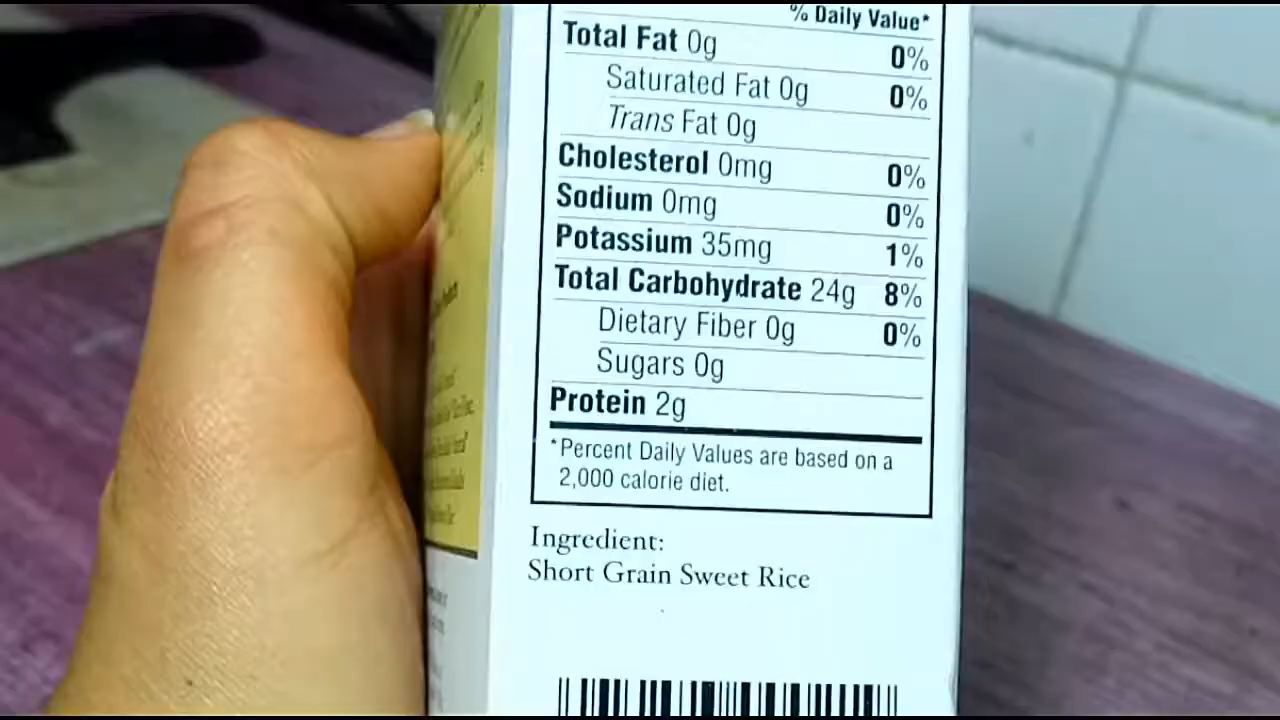 % Daily Value*
Total Fat 0g 0%
Saturated Fat 0g 0%
Trans Fat 0g
Cholesterol 0mg 0%
Sodium 0mg 0%
Potassium 35mg 1%
Total Carbohydrate 24g 8%
Dietary Fiber 0g 0%
Sugars 0g
Protein 2g
*Percent Daily Values are based on a
2,000 calorie diet.
Ingredient:
Short Grain Sweet Rice